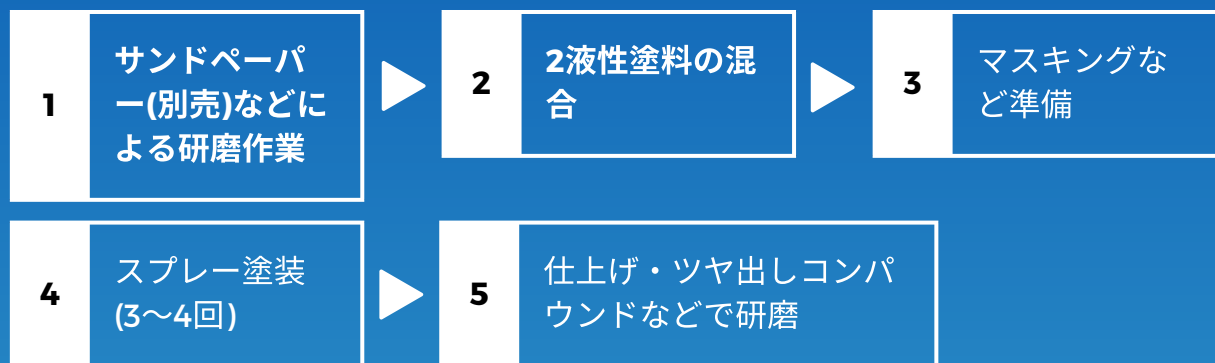 1
サンドペーパ
ー(別売)などに
よる研磨作業
2
2液性塗料の混
合
3
マスキングな
ど準備
4
スプレー塗装
(3〜4回)
5
仕上げ・ツヤ出しコンパ
ウンドなどで研磨